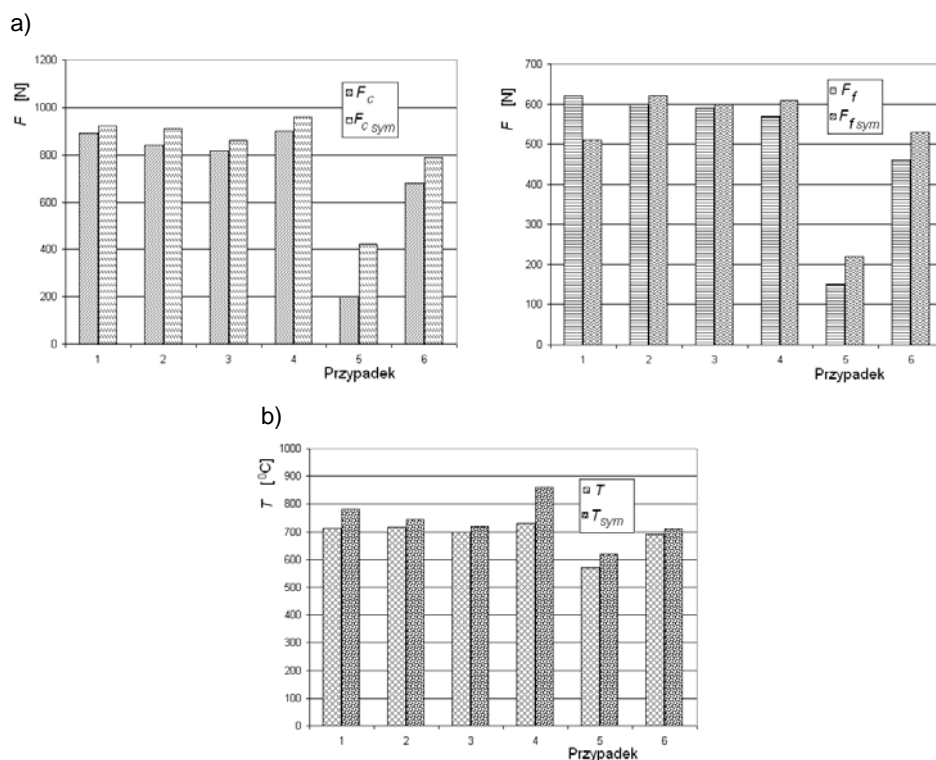 a)
F [N]
1200
1000
800
600
400
200
0
F_c
F_c sym
1 2 3 4 5 6
Przypadek
F [N]
700
600
500
400
300
200
100
0
F_f
F_f sym
1 2 3 4 5 6
Przypadek
b)
T [⁰C]
1000
900
800
700
600
500
400
300
200
100
0
T
T_sym
1 2 3 4 5 6
Przypadek